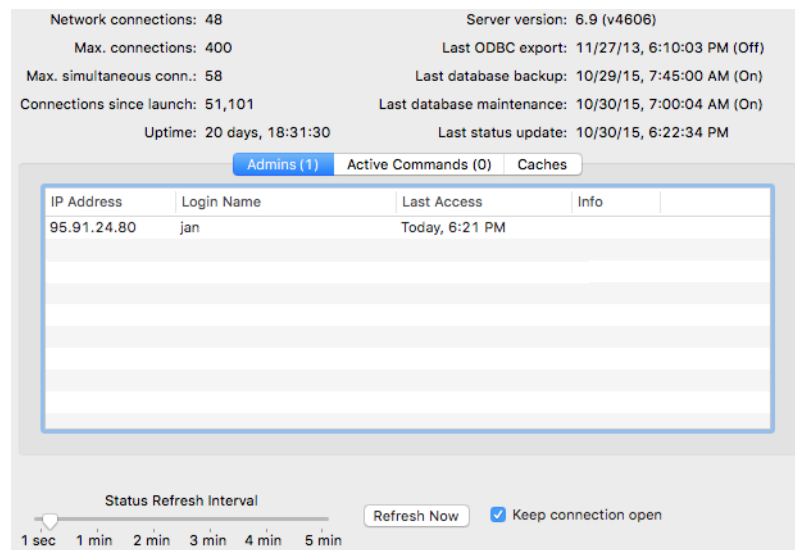 Network connections: 48
Server version: 6.9 (v4606)
Max. connections: 400
Last ODBC export: 11/27/13, 6:10:03 PM (Off)
Max. simultaneous conn.: 58
Last database backup: 10/29/15, 7:45:00 AM (On)
Connections since launch: 51,101
Last database maintenance: 10/30/15, 7:00:04 AM (On)
Uptime: 20 days, 18:31:30
Last status update: 10/30/15, 6:22:34 PM
Admins (1) Active Commands (0) Caches
IP Address Login Name Last Access Info
95.91.24.80 jan Today, 6:21 PM
Status Refresh Interval
Refresh Now Keep connection open
1 sec 1 min 2 min 3 min 4 min 5 min